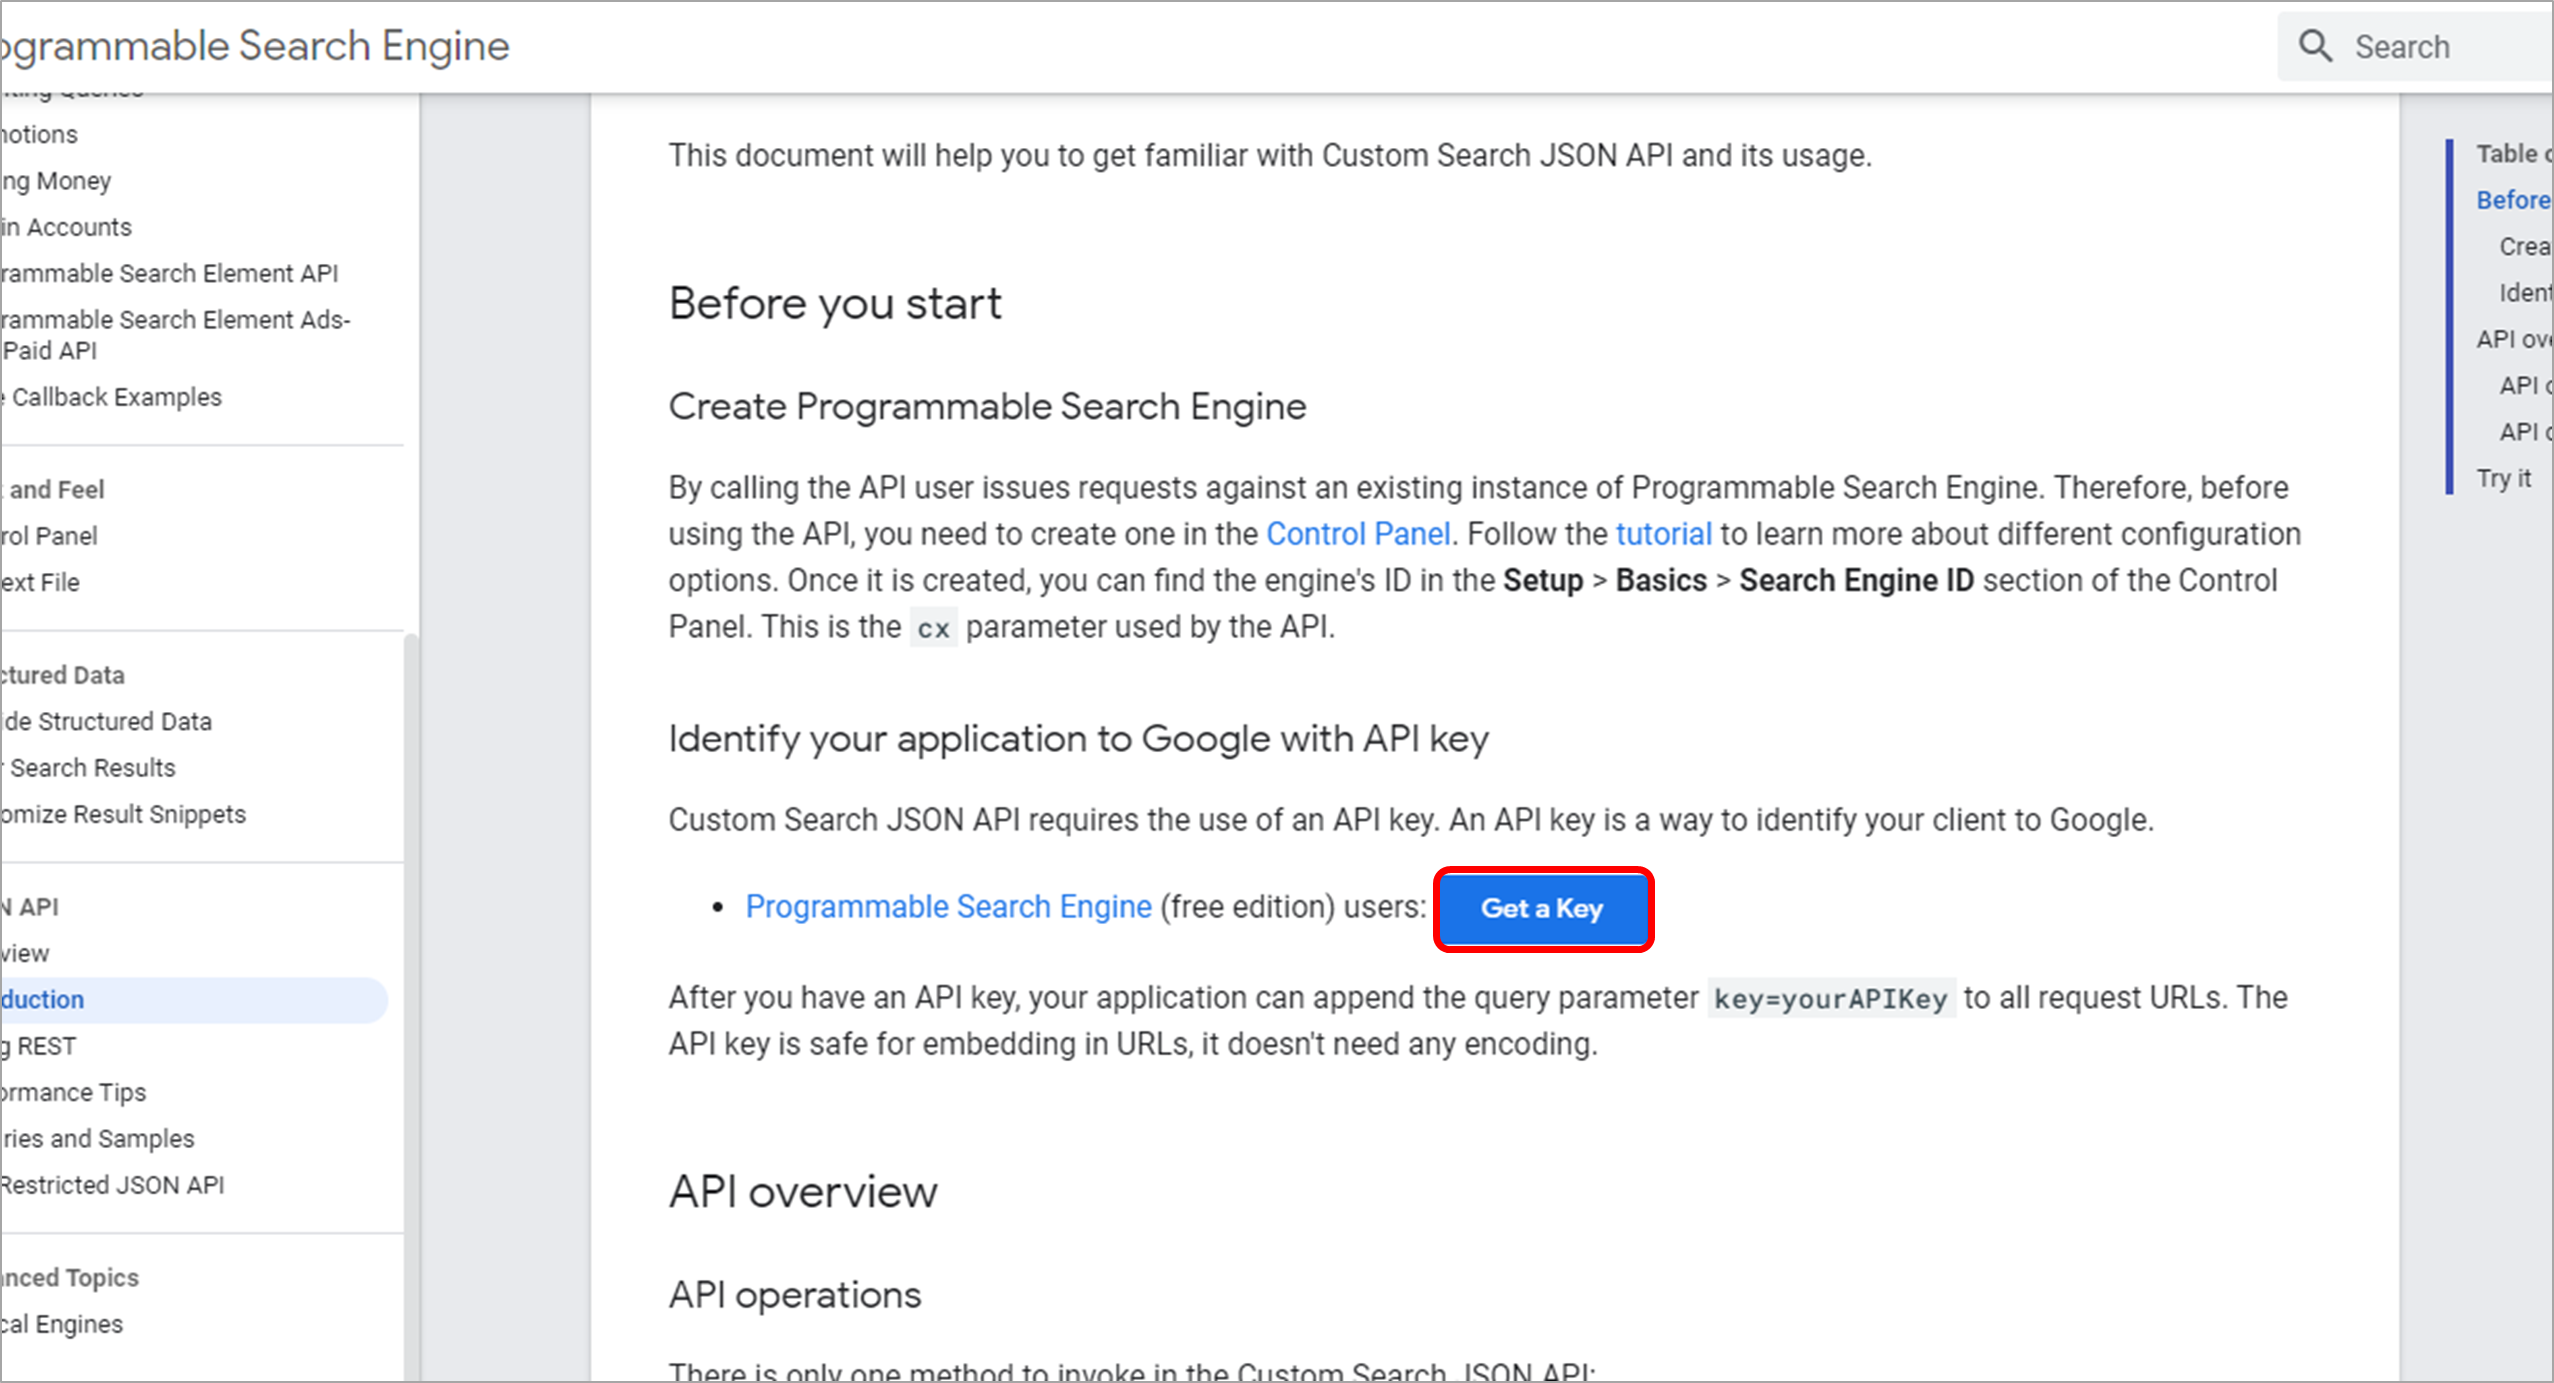 ogrammable Search Engine
Search
notions
ng Money
in Accounts
rammable Search Element API
rammable Search Element Ads-
Paid API
e Callback Examples
and Feel
rol Panel
ext File
ctured Data
ide Structured Data
r Search Results
omize Result Snippets
N API
view
duction
g REST
ormance Tips
ries and Samples
Restricted JSON API
anced Topics
cal Engines
This document will help you to get familiar with Custom Search JSON API and its usage.
Before you start
Create Programmable Search Engine
By calling the API user issues requests against an existing instance of Programmable Search Engine. Therefore, before
using the API, you need to create one in the Control Panel. Follow the tutorial to learn more about different configuration
options. Once it is created, you can find the engine's ID in the Setup > Basics > Search Engine ID section of the Control
Panel. This is the cx parameter used by the API.
Identify your application to Google with API key
Custom Search JSON API requires the use of an API key. An API key is a way to identify your client to Google.
• Programmable Search Engine (free edition) users: Get a Key
After you have an API key, your application can append the query parameter key=yourAPIKey to all request URLs. The
API key is safe for embedding in URLs, it doesn't need any encoding.
API overview
API operations
There is only one method to invoke in the Custom Search JSON API:
Table
Before
Crea
Ident
API ove
API
API
Try it